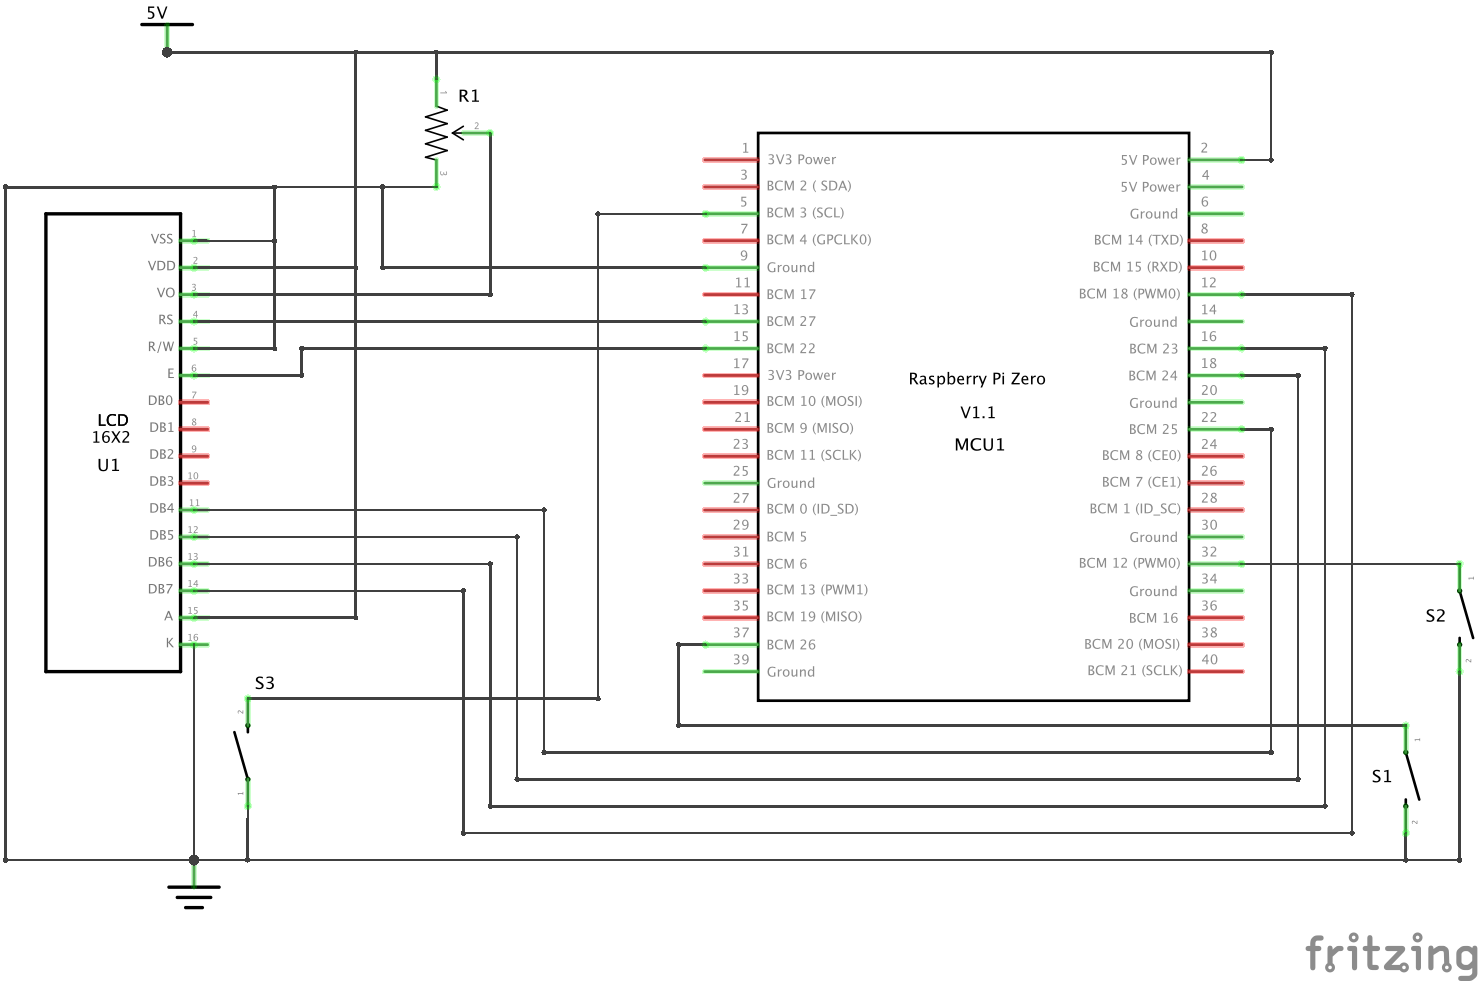 5V
R1
1
2
3
LCD
16X2
U1
VSS 1
VDD 2
VO 3
RS 4
R/W 5
E 6
DB0 7
DB1 8
DB2 9
DB3 10
DB4 11
DB5 12
DB6 13
DB7 14
A 15
K 16
Raspberry Pi Zero
V1.1
MCU1
1 3V3 Power
3 BCM 2 ( SDA)
5 BCM 3 (SCL)
7 BCM 4 (GPCLK0)
9 Ground
11 BCM 17
13 BCM 27
15 BCM 22
17 3V3 Power
19 BCM 10 (MOSI)
21 BCM 9 (MISO)
23 BCM 11 (SCLK)
25 Ground
27 BCM 0 (ID_SD)
29 BCM 5
31 BCM 6
33 BCM 13 (PWM1)
35 BCM 19 (MISO)
37 BCM 26
39 Ground
5V Power 2
5V Power 4
Ground 6
BCM 14 (TXD) 8
BCM 15 (RXD) 10
BCM 18 (PWM0) 12
Ground 14
BCM 23 16
BCM 24 18
Ground 20
BCM 25 22
BCM 8 (CE0) 24
BCM 7 (CE1) 26
BCM 1 (ID_SC) 28
Ground 30
BCM 12 (PWM0) 32
Ground 34
BCM 16 36
BCM 20 (MOSI) 38
BCM 21 (SCLK) 40
S2
1
2
S3
2
1
S1
1
2
fritzing